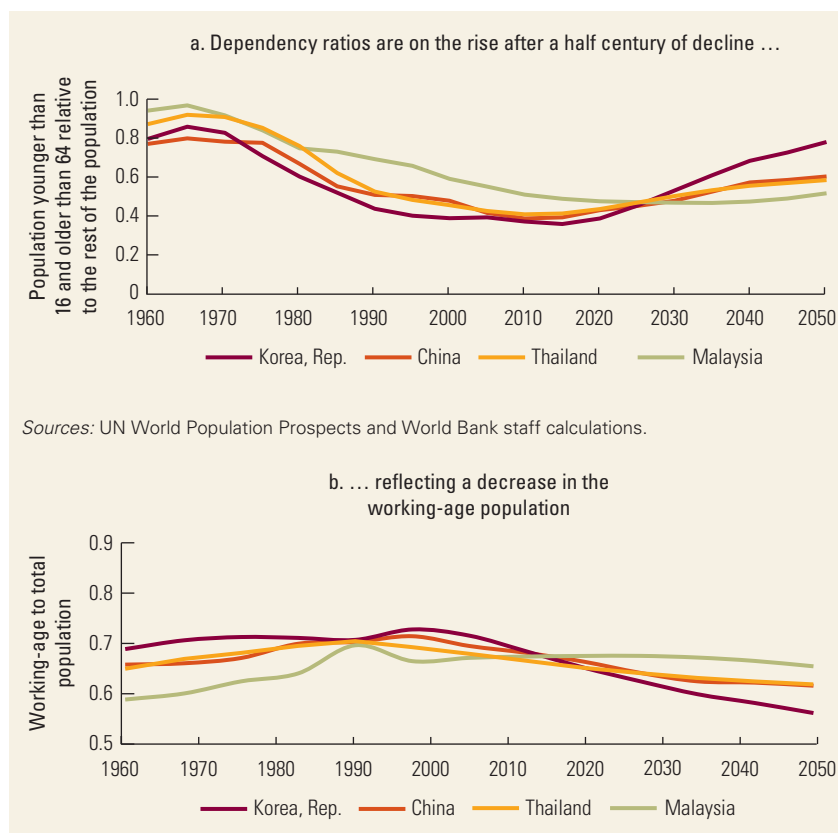 a. Dependency ratios are on the rise after a half century of decline …
Population younger than
16 and older than 64 relative
to the rest of the population
1.0
0.8
0.6
0.4
0.2
0
1960 1970 1980 1990 2000 2010 2020 2030 2040 2050
Korea, Rep. China Thailand Malaysia
Sources: UN World Population Prospects and World Bank staff calculations.
b. … reflecting a decrease in the
working-age population
Working-age to total
population
0.9
0.8
0.7
0.6
0.5
1960 1970 1980 1990 2000 2010 2020 2030 2040 2050
Korea, Rep. China Thailand Malaysia